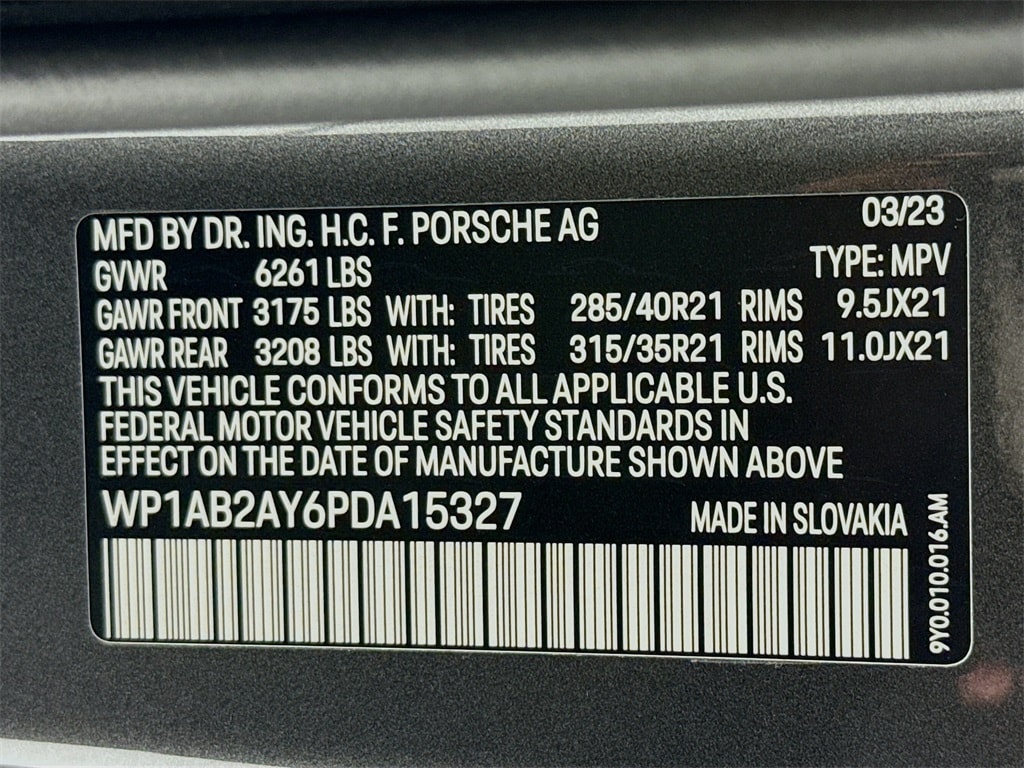 MFD BY DR. ING. H.C. F. PORSCHE AG 03/23
GVWR 6261 LBS TYPE: MPV
GAWR FRONT 3175 LBS WITH: TIRES 285/40R21 RIMS 9.5JX21
GAWR REAR 3208 LBS WITH: TIRES 315/35R21 RIMS 11.0JX21
THIS VEHICLE CONFORMS TO ALL APPLICABLE U.S.
FEDERAL MOTOR VEHICLE SAFETY STANDARDS IN
EFFECT ON THE DATE OF MANUFACTURE SHOWN ABOVE
WP1AB2AY6PDA15327 MADE IN SLOVAKIA
9Y0.010.016.AM